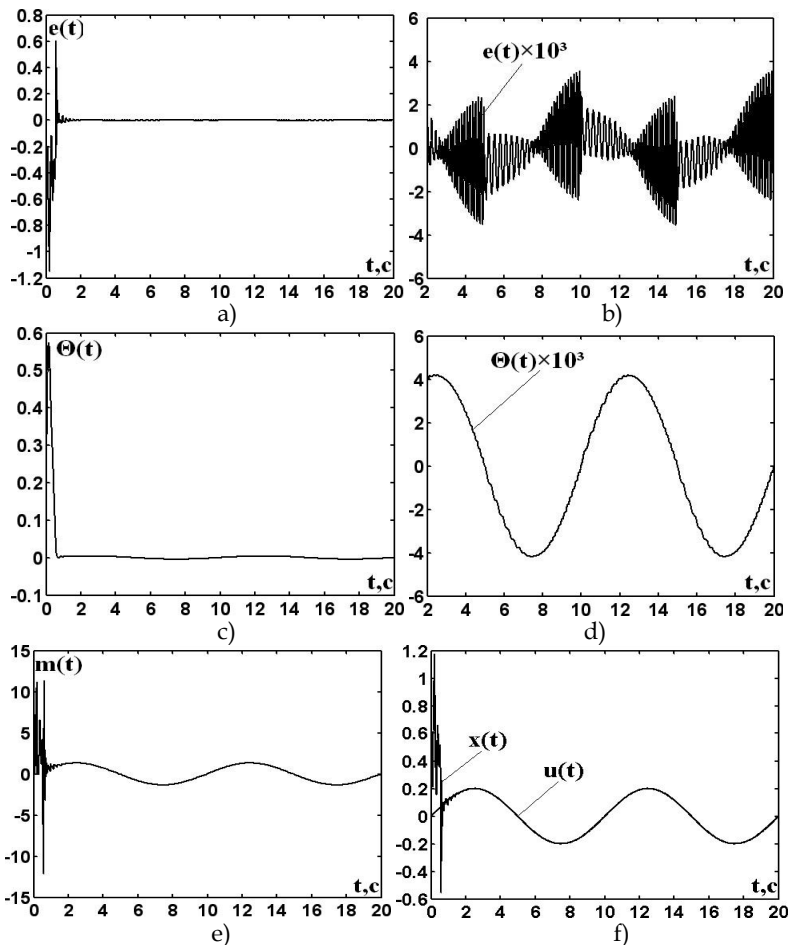 0.8
e(t)
0.6
0.4
0.2
0
-0.2
-0.4
-0.6
-0.8
-1
-1.2
t,c
0 2 4 6 8 10 12 14 16 18 20
a)
6
e(t)×10³
4
2
0
-2
-4
-6
t,c
2 4 6 8 10 12 14 16 18 20
b)
0.6
Θ(t)
0.5
0.4
0.3
0.2
0.1
0
-0.1
t,c
0 2 4 6 8 10 12 14 16 18 20
c)
6
Θ(t)×10³
4
2
0
-2
-4
-6
t,c
2 4 6 8 10 12 14 16 18 20
d)
15
m(t)
10
5
0
-5
-10
-15
t,c
0 2 4 6 8 10 12 14 16 18 20
e)
1.2
1
0.8
x(t)
0.6
u(t)
0.4
0.2
0
-0.2
-0.4
-0.6
t,c
0 2 4 6 8 10 12 14 16 18 20
f)